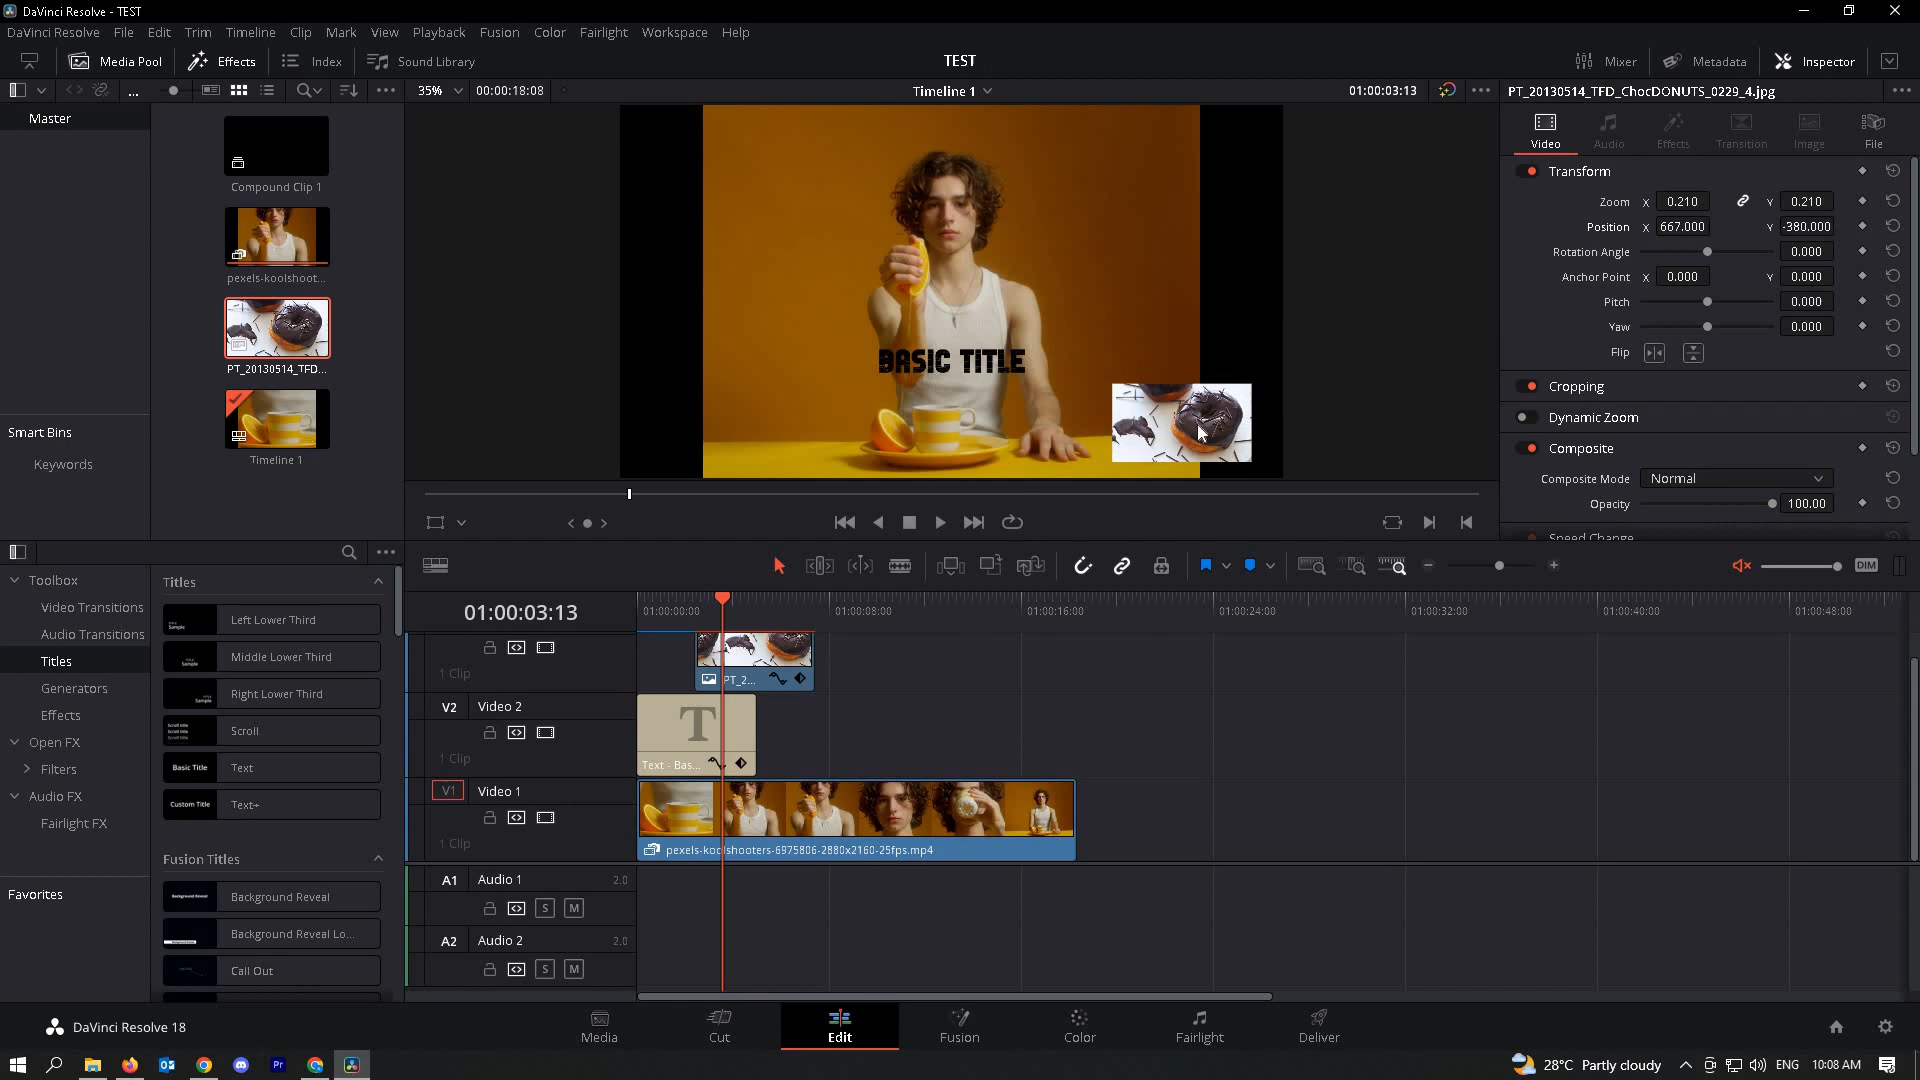 DaVinci Resolve - TEST
DaVinci Resolve File Edit Trim Timeline Clip Mark View Playback Fusion Color Fairlight Workspace Help
Media Pool Effects Index Sound Library TEST Mixer Metadata Inspector
35% 00:00:18:08 Timeline 1 01:00:03:13 PT_20130514_TFD_ChocDONUTS_0229_4.jpg
Master
Compound Clip 1
pexels-koolshoot...
PT_20130514_TFD...
Timeline 1
Smart Bins
Keywords
BASIC TITLE
Video Audio Effects Transition Image File
Transform
Zoom X 0.210 Y 0.210
Position X 667.000 Y -380.000
Rotation Angle 0.000
Anchor Point X 0.000 Y 0.000
Pitch 0.000
Yaw 0.000
Flip
Cropping
Dynamic Zoom
Composite
Composite Mode Normal
Opacity 100.00
Speed Change
Toolbox
Video Transitions
Audio Transitions
Titles
Generators
Effects
Open FX
Filters
Audio FX
Fairlight FX
Favorites
Titles
Left Lower Third
Middle Lower Third
Right Lower Third
Scroll
Basic Title Text
Custom Title Text+
Fusion Titles
Background Reveal
Background Reveal Lo...
Call Out
DIM
01:00:03:13
01:00:00:00 01:00:08:00 01:00:16:00 01:00:24:00 01:00:32:00 01:00:40:00 01:00:48:00
1 Clip
PT_2...
V2 Video 2
1 Clip
T
Text - Bas...
V1 Video 1
1 Clip
pexels-koolshooters-6975806-2880x2160-25fps.mp4
A1 Audio 1 2.0
S M
A2 Audio 2 2.0
S M
DaVinci Resolve 18
Media Cut Edit Fusion Color Fairlight Deliver
Pr
28°C Partly cloudy ENG 10:08 AM